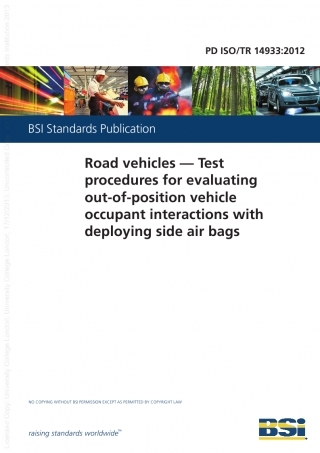 PD ISO/TR 14933:2012
BSI Standards Publication
Road vehicles — Test
procedures for evaluating
out-of-position vehicle
occupant interactions with
deploying side air bags
NO COPYING WITHOUT BSI PERMISSION EXCEPT AS PERMITTED BY COPYRIGHT LAW
raising standards worldwide™
BSi